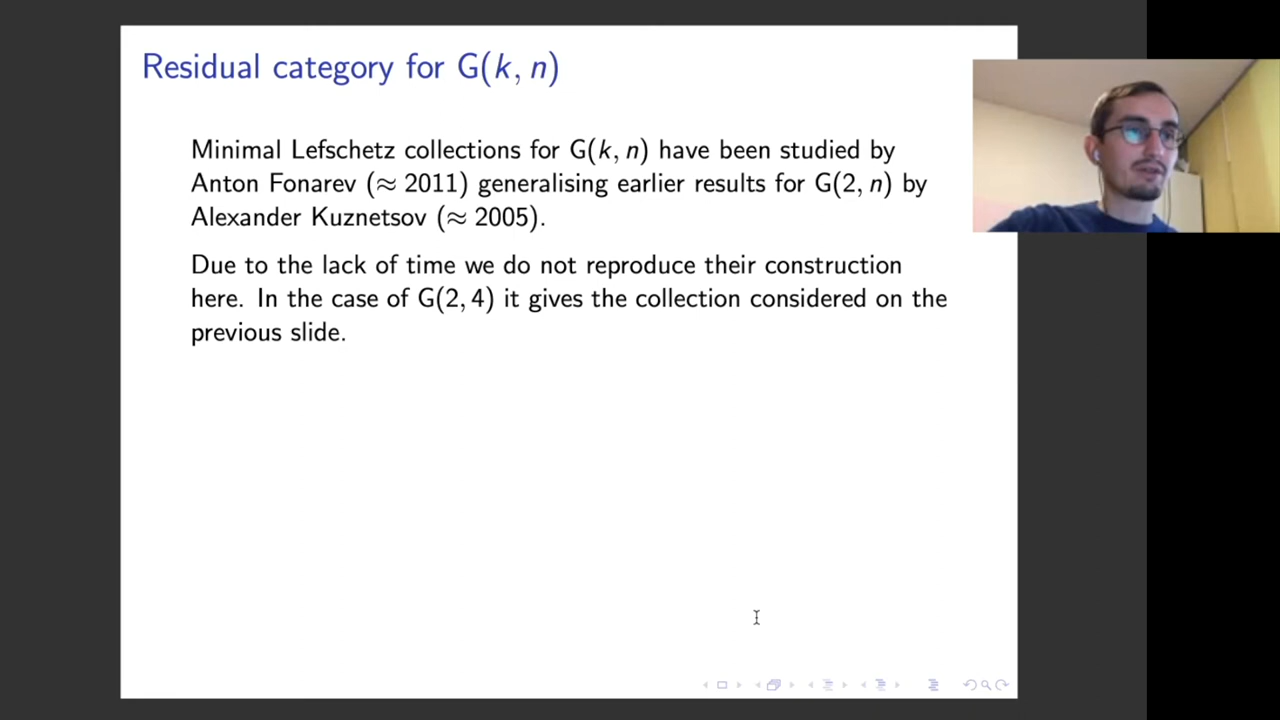 Residual category for G(k, n)
Minimal Lefschetz collections for G(k, n) have been studied by
Anton Fonarev (≈ 2011) generalising earlier results for G(2, n) by
Alexander Kuznetsov (≈ 2005).
Due to the lack of time we do not reproduce their construction
here. In the case of G(2, 4) it gives the collection considered on the
previous slide.